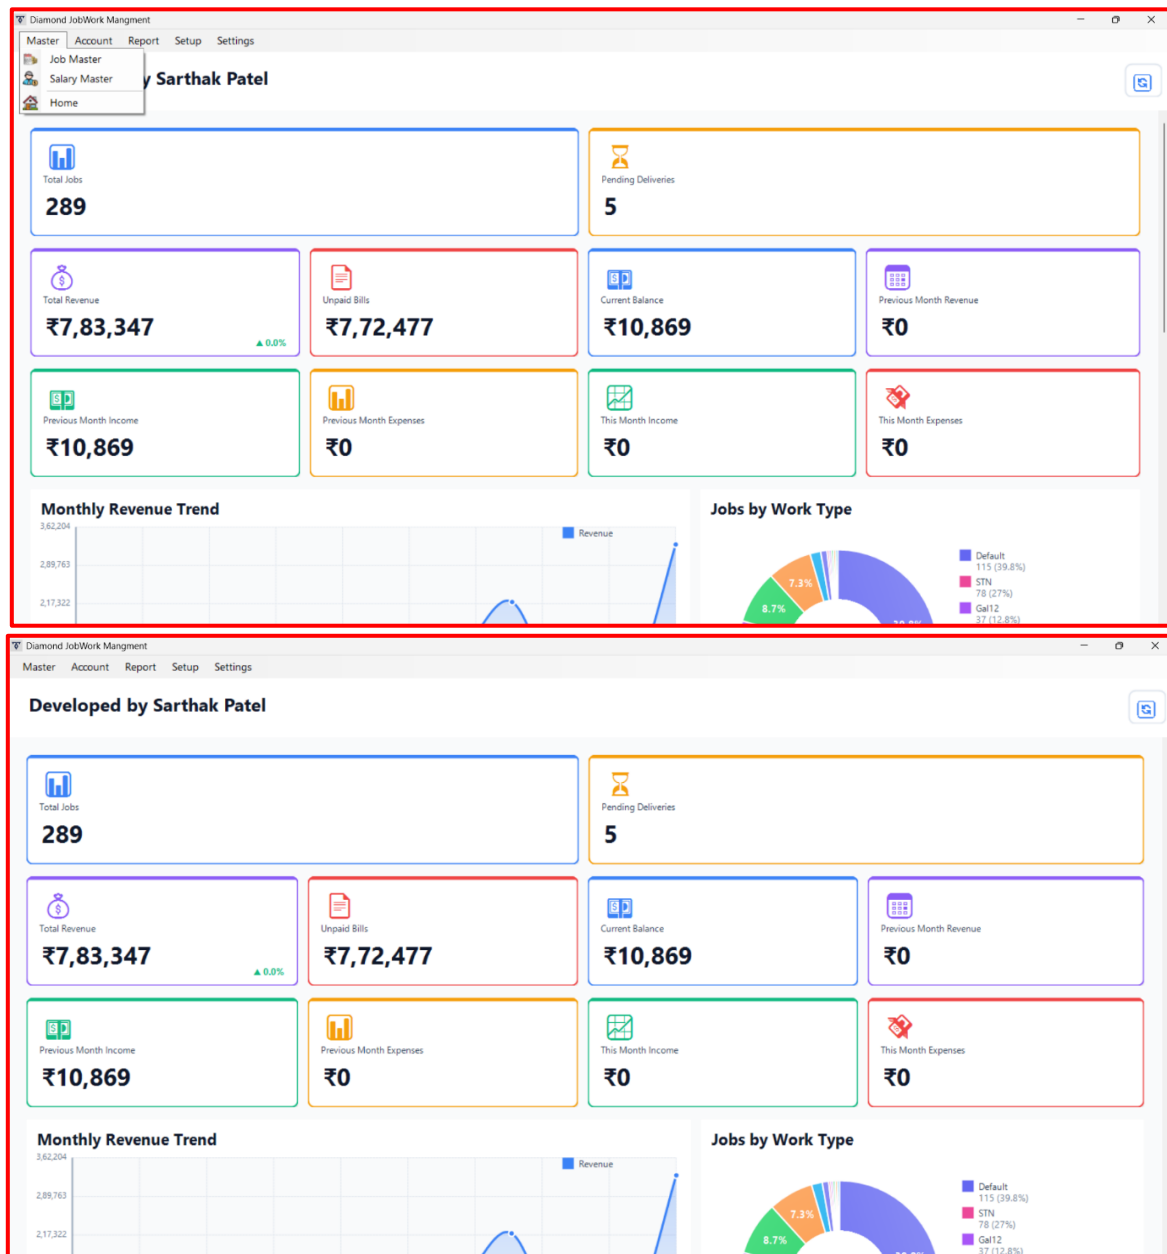 Diamond JobWork Mangment
Master Account Report Setup Settings
Job Master
Salary Master
Home
y Sarthak Patel
Total Jobs
289
Pending Deliveries
5
Total Revenue
₹7,83,347
▲ 0.0%
Unpaid Bills
₹7,72,477
Current Balance
₹10,869
Previous Month Revenue
₹0
Previous Month Income
₹10,869
Previous Month Expenses
₹0
This Month Income
₹0
This Month Expenses
₹0
Monthly Revenue Trend
3,62,204
2,89,763
2,17,322
Revenue
Jobs by Work Type
7.3%
8.7%
Default
115 (39.8%)
STN
78 (27%)
Gal12
37 (12.8%)
Diamond JobWork Mangment
Master Account Report Setup Settings
Developed by Sarthak Patel
Total Jobs
289
Pending Deliveries
5
Total Revenue
₹7,83,347
▲ 0.0%
Unpaid Bills
₹7,72,477
Current Balance
₹10,869
Previous Month Revenue
₹0
Previous Month Income
₹10,869
Previous Month Expenses
₹0
This Month Income
₹0
This Month Expenses
₹0
Monthly Revenue Trend
3,62,204
2,89,763
2,17,322
Revenue
Jobs by Work Type
7.3%
8.7%
Default
115 (39.8%)
STN
78 (27%)
Gal12
37 (12.8%)